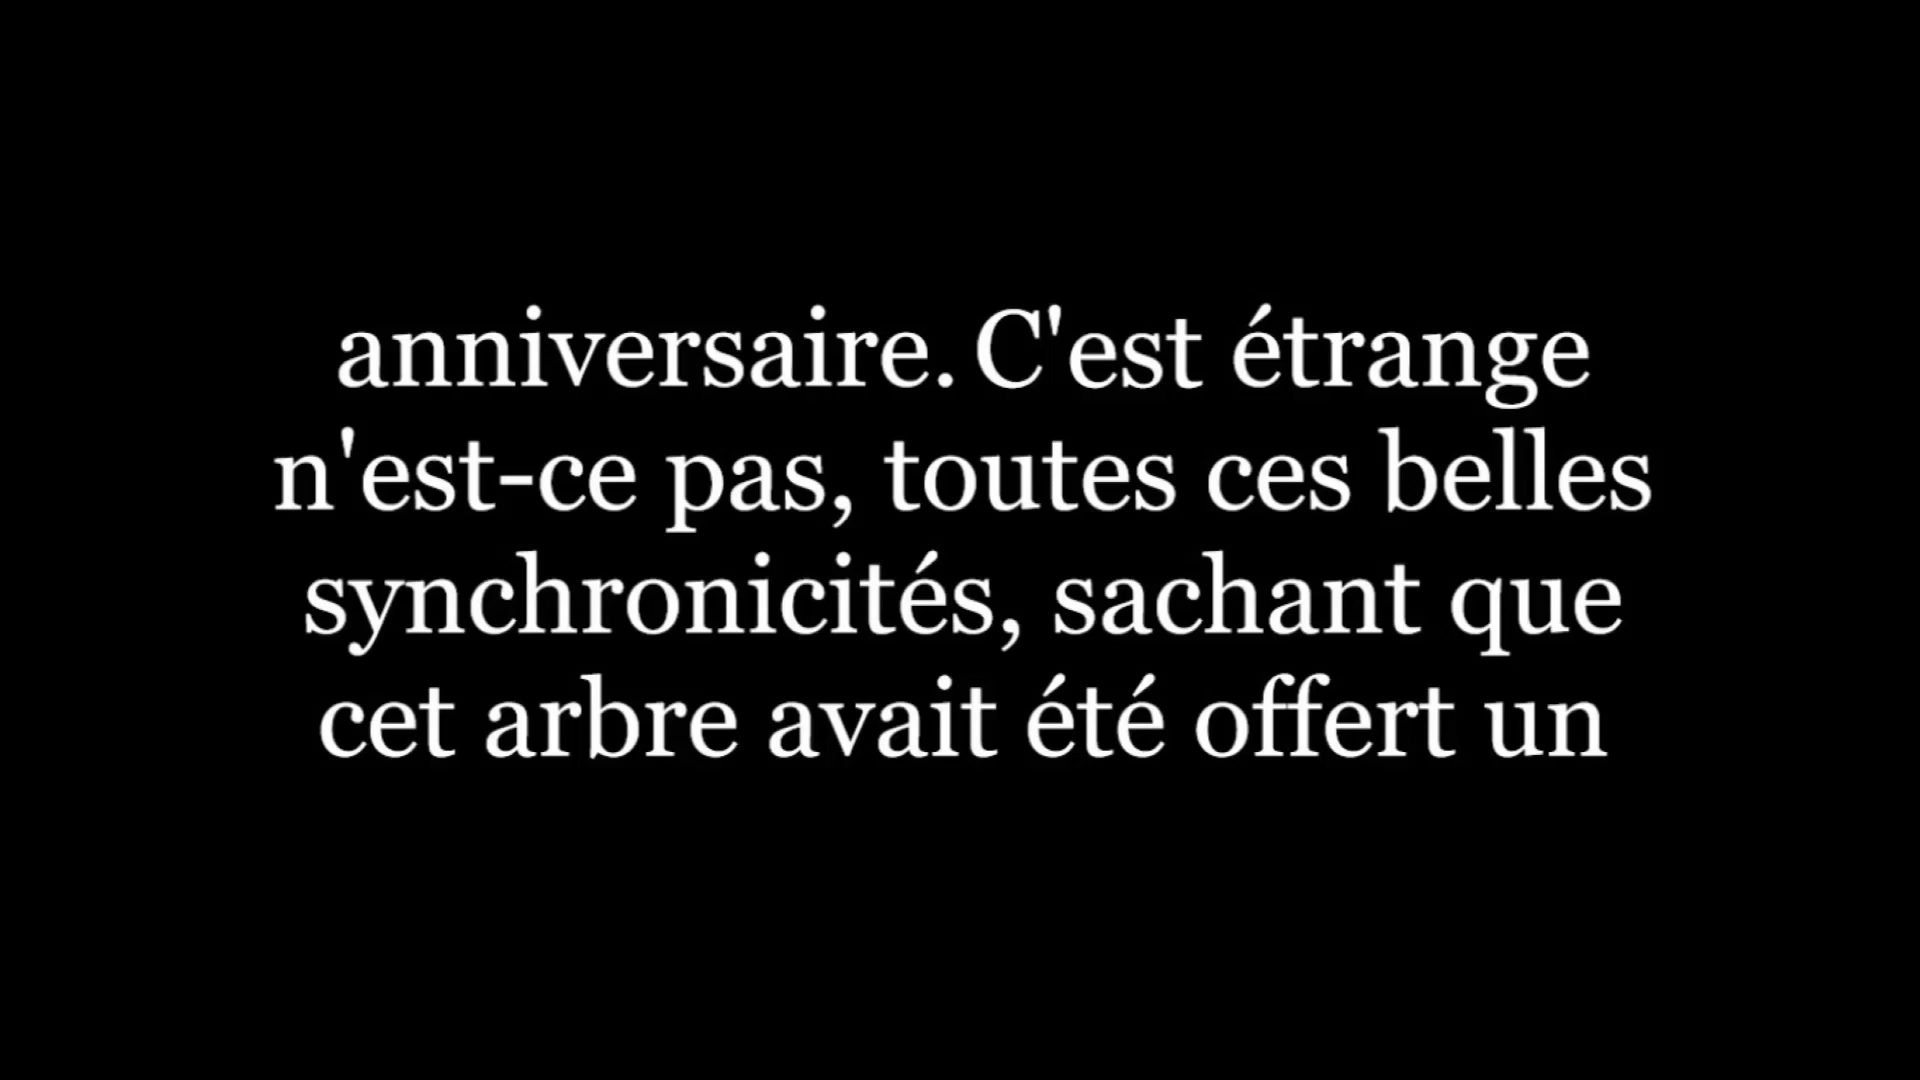 anniversaire. C'est étrange
n'est-ce pas, toutes ces belles
synchronicités, sachant que
cet arbre avait été offert un